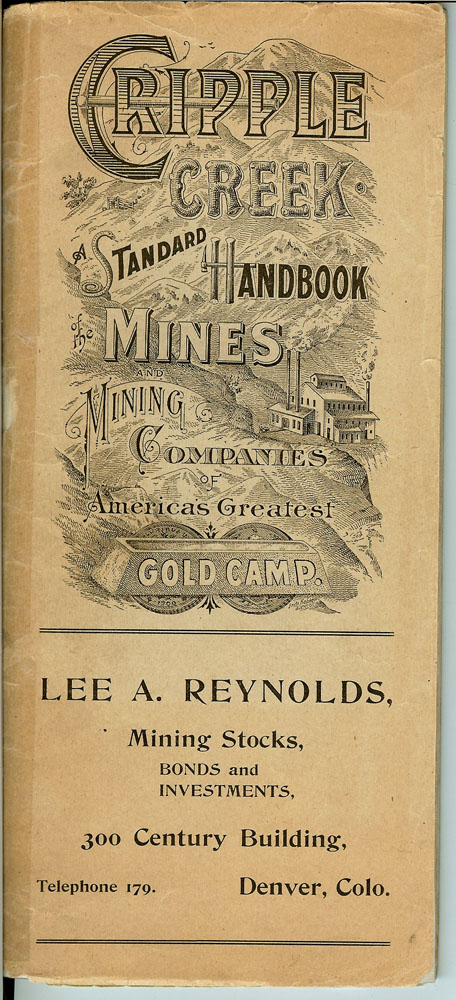 CRIPPLE
CREEK.
A STANDARD HANDBOOK
of the MINES
AND
MINING
COMPANIES
OF
Americas Greatest
GOLD CAMP.
LEE A. REYNOLDS,
Mining Stocks,
BONDS and
INVESTMENTS,
300 Century Building,
Telephone 179. Denver, Colo.